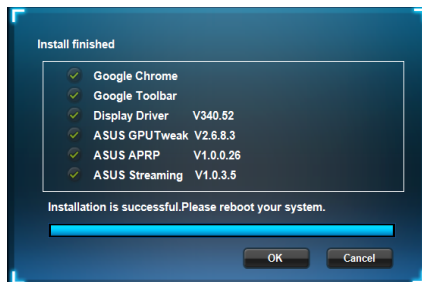 Install finished
Google Chrome
Google Toolbar
Display Driver V340.52
ASUS GPUTweak V2.6.8.3
ASUS APRP V1.0.0.26
ASUS Streaming V1.0.3.5
Installation is successful.Please reboot your system.
OK Cancel